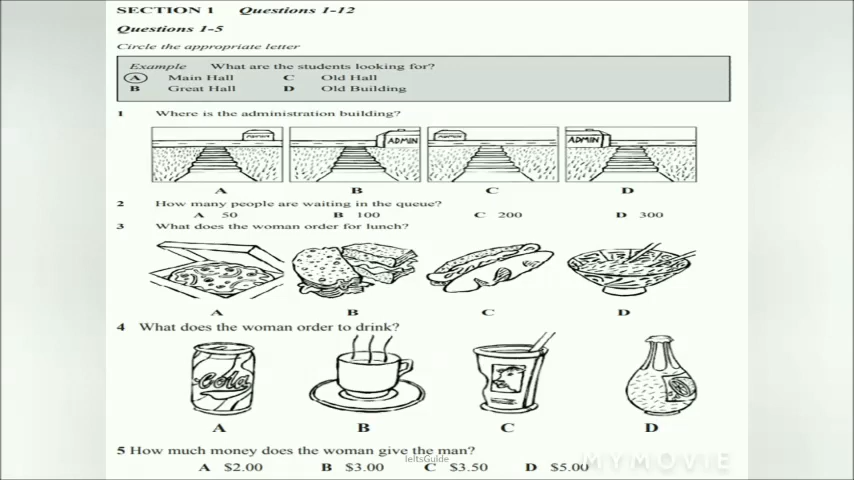 SECTION 1 Questions 1-12
Questions 1-5
Circle the appropriate letter
Example What are the students looking for?
A Main Hall C Old Hall
B Great Hall D Old Building
1 Where is the administration building?
ADMIN ADMIN ADMIN ADMIN
A B C D
2 How many people are waiting in the queue?
A 50 B 100 C 200 D 300
3 What does the woman order for lunch?
A B C D
4 What does the woman order to drink?
Cola
A B C D
5 How much money does the woman give the man?
IeltsGuide
A $2.00 B $3.00 C $3.50 D $5.00
MYMOVIE